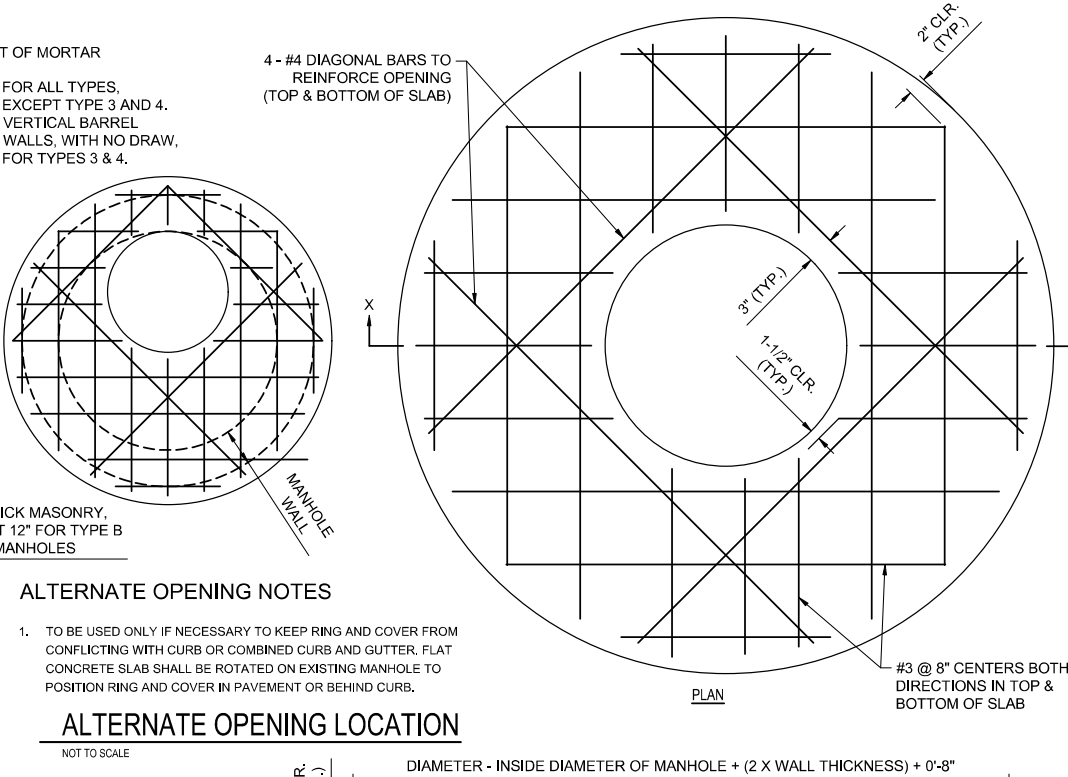 T OF MORTAR
FOR ALL TYPES,
EXCEPT TYPE 3 AND 4.
VERTICAL BARREL
WALLS, WITH NO DRAW,
FOR TYPES 3 & 4.
4 - #4 DIAGONAL BARS TO
REINFORCE OPENING
(TOP & BOTTOM OF SLAB)
2" CLR.
(TYP.)
X
3" (TYP.)
1-1/2" CLR.
(TYP.)
MANHOLE
WALL
ICK MASONRY,
T 12" FOR TYPE B
MANHOLES
ALTERNATE OPENING NOTES
1. TO BE USED ONLY IF NECESSARY TO KEEP RING AND COVER FROM
CONFLICTING WITH CURB OR COMBINED CURB AND GUTTER. FLAT
CONCRETE SLAB SHALL BE ROTATED ON EXISTING MANHOLE TO
POSITION RING AND COVER IN PAVEMENT OR BEHIND CURB.
#3 @ 8" CENTERS BOTH
DIRECTIONS IN TOP &
BOTTOM OF SLAB
PLAN
ALTERNATE OPENING LOCATION
NOT TO SCALE
R.
.)
DIAMETER - INSIDE DIAMETER OF MANHOLE + (2 X WALL THICKNESS) + 0'-8"